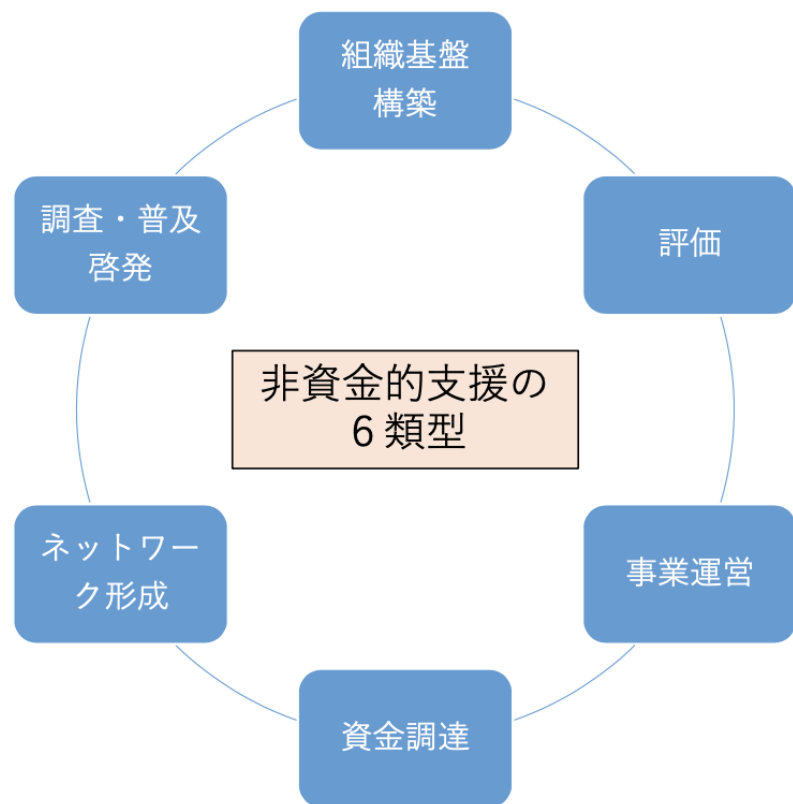 組織基盤
構築
調査・普及
啓発
評価
非資金的支援の
6類型
ネットワー
ク形成
事業運営
資金調達